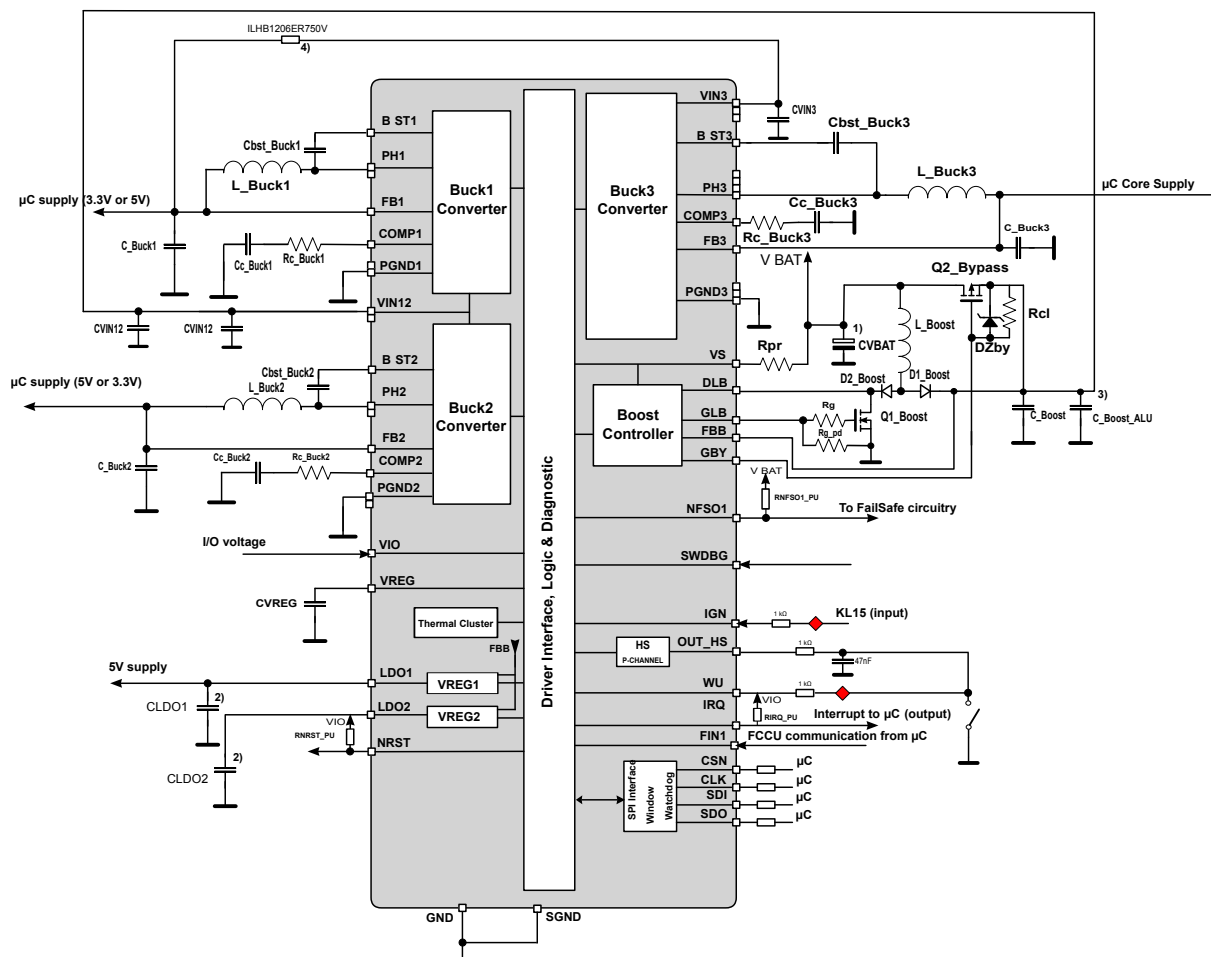 ILHB1206ER750V
4)
VIN3
CVIN3
B ST1
Cbst_Buck1
PH1
L_Buck1
Buck1
Converter
µC supply (3.3V or 5V)
FB1
COMP1
C_Buck1
Cc_Buck1
Rc_Buck1
PGND1
VIN12
CVIN12
CVIN12
B ST2
Cbst_Buck2
µC supply (5V or 3.3V)
L_Buck2
PH2
Buck2
Converter
FB2
C_Buck2
Cc_Buck2
Rc_Buck2
COMP2
PGND2
I/O voltage
VIO
VREG
CVREG
Thermal Cluster
FBB
5V supply
LDO1
VREG1
CLDO1
2)
LDO2
VREG2
VIO
RNRST_PU
NRST
CLDO2
2)
Driver Interface, Logic & Diagnostic
GND
SGND
Buck3
Converter
B ST3
Cbst_Buck3
PH3
L_Buck3
µC Core Supply
COMP3
Cc_Buck3
Rc_Buck3
FB3
C_Buck3
V BAT
Q2_Bypass
PGND3
L_Boost
Rcl
1)
CVBAT
DZby
VS
Rpr
DLB
D2_Boost
D1_Boost
3)
Boost
Controller
GLB
Rg
Q1_Boost
C_Boost
C_Boost_ALU
FBB
Rg_pd
GBY
V BAT
RNFSO1_PU
NFSO1
To FailSafe circuitry
SWDBG
IGN
1 kΩ
KL15 (input)
HS
P-CHANNEL
OUT_HS
1 kΩ
47nF
WU
1 kΩ
VIO
IRQ
RIRQ_PU
Interrupt to µC (output)
FIN1
FCCU communication from µC
SPI Interface
Window
Watchdog
CSN
µC
CLK
µC
SDI
µC
SDO
µC